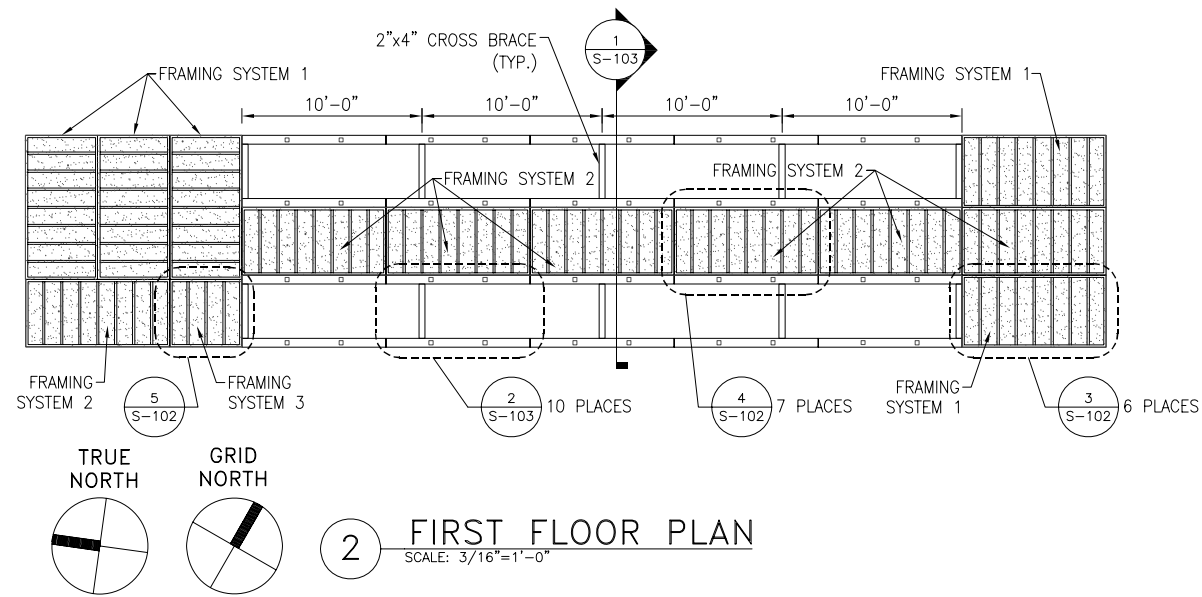 2"x4" CROSS BRACE
(TYP.)
1
S-103
FRAMING SYSTEM 1
FRAMING SYSTEM 1
10'-0"
10'-0"
10'-0"
10'-0"
FRAMING SYSTEM 2
FRAMING SYSTEM 2
FRAMING
SYSTEM 2
5
S-102
FRAMING
SYSTEM 3
2
S-103
10 PLACES
4
S-102
7 PLACES
FRAMING
SYSTEM 1
3
S-102
6 PLACES
TRUE
NORTH
GRID
NORTH
2
FIRST FLOOR PLAN
SCALE: 3/16"=1'-0"